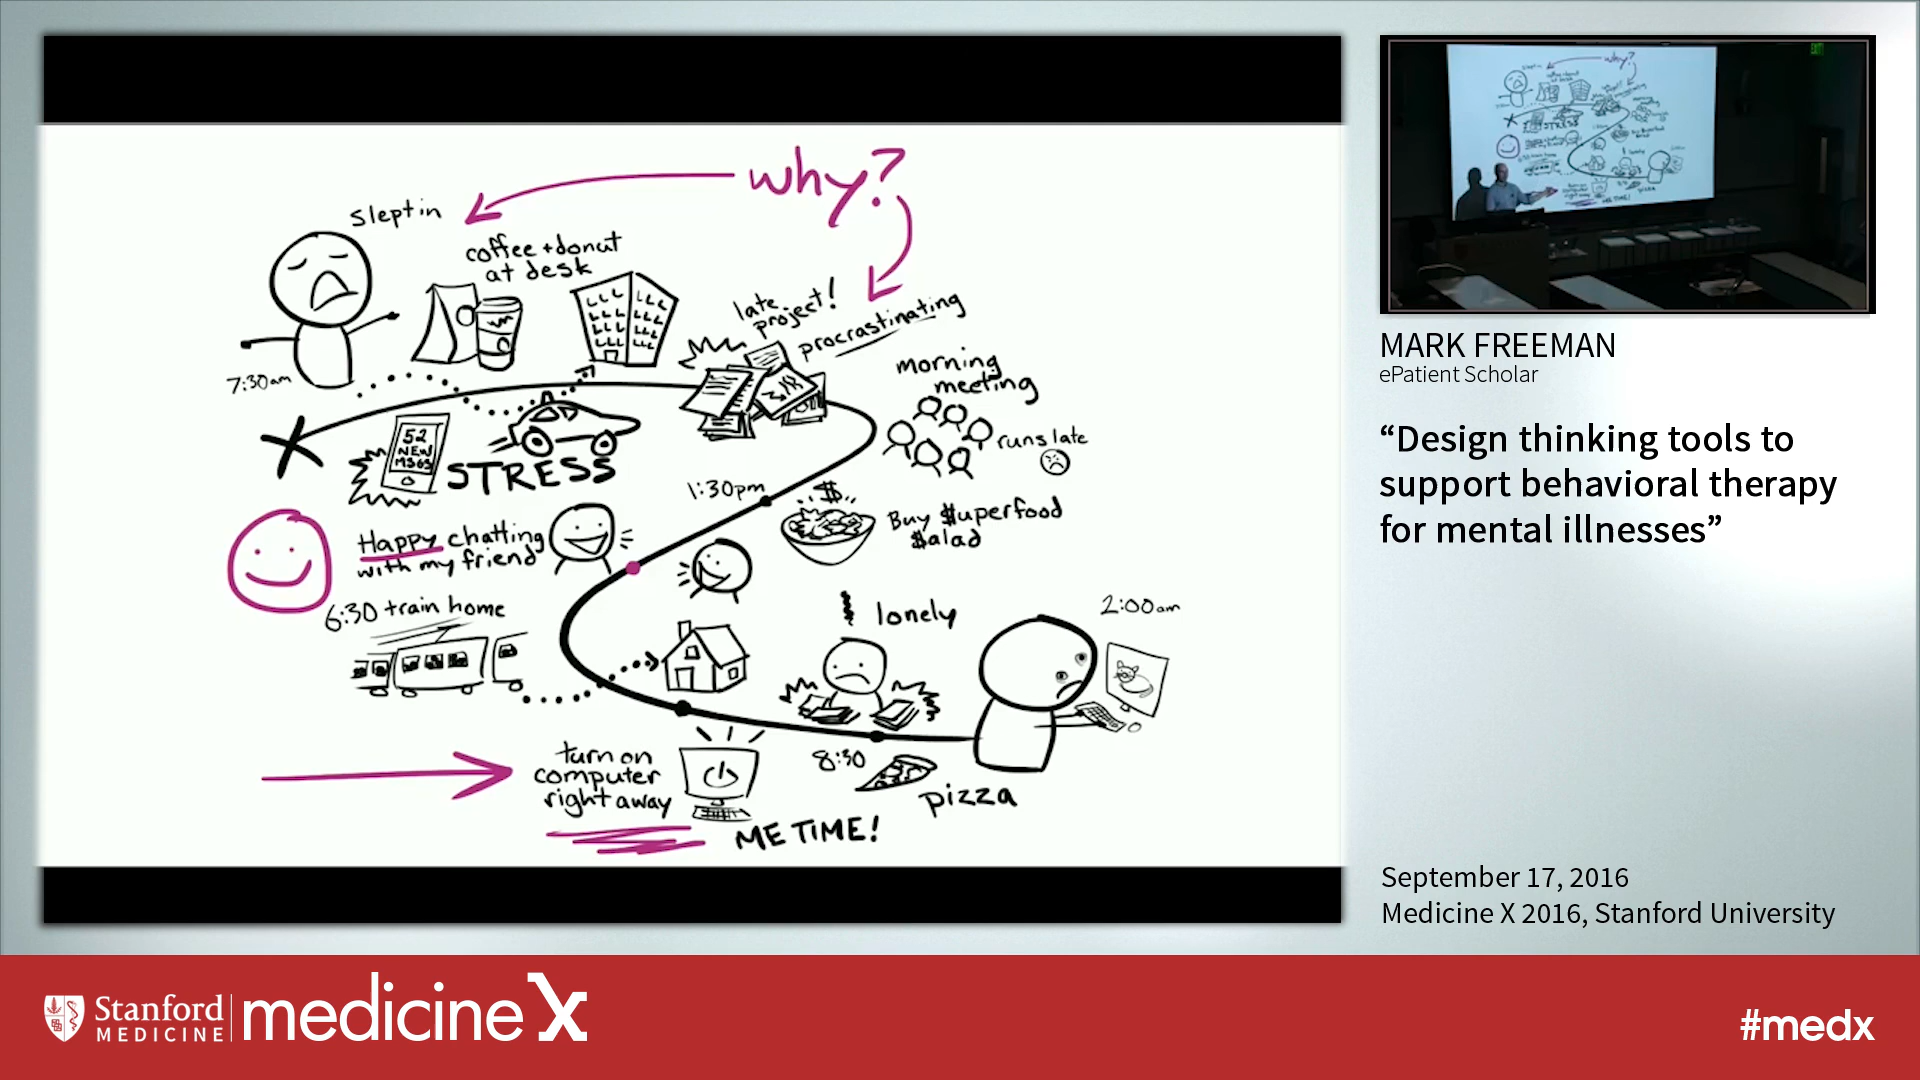 why?
slept in
coffee + donut
at desk
late
project!
procrastinating
7:30am
morning
meeting
runs late
52
NEW
MSGS
STRESS
1:30pm
$
Buy $uperfood
$alad
Happy chatting
with my friend
6:30 train home
lonely
2:00am
turn on
computer
right away
ME TIME!
8:30
pizza
MARK FREEMAN
ePatient Scholar
“Design thinking tools to
support behavioral therapy
for mental illnesses”
September 17, 2016
Medicine X 2016, Stanford University
Stanford
MEDICINE
medicine X
#medx